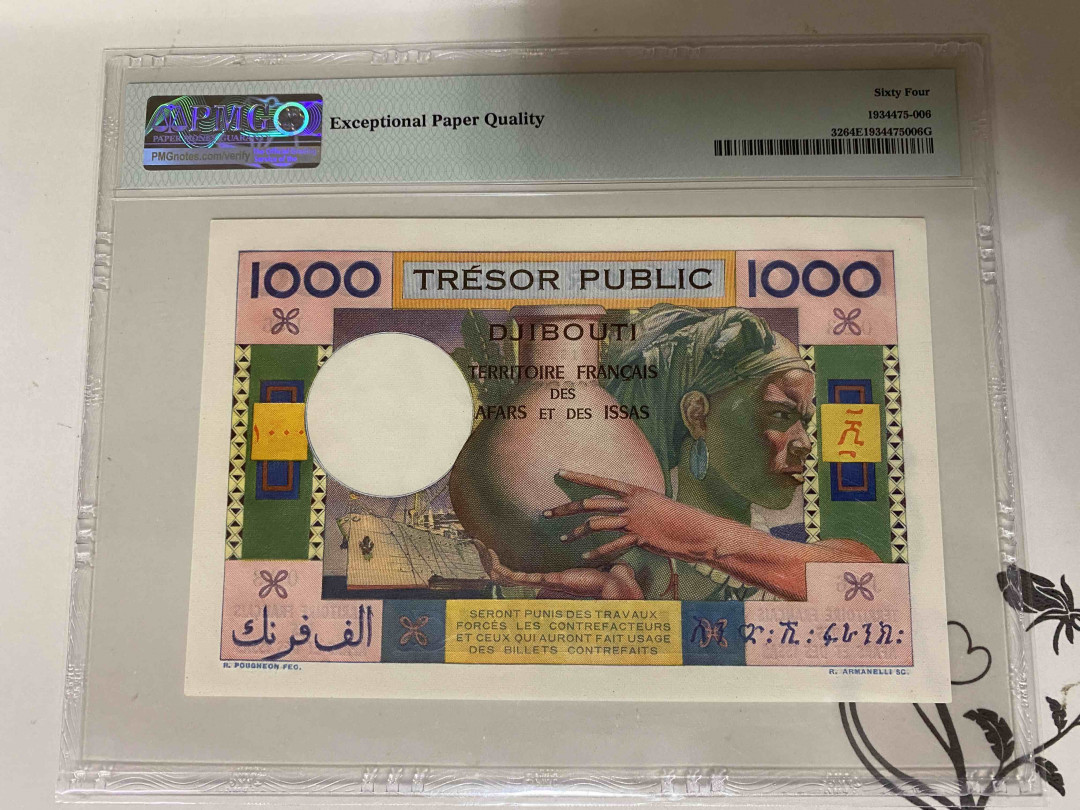 PMG
PMGnotes.com/verify
Exceptional Paper Quality
Sixty Four
1934475-006
3264E1934475006G
1000 TRÉSOR PUBLIC 1000
DJIBOUTI
TERRITOIRE FRANÇAIS
DES
AFARS ET DES ISSAS
١٠٠٠
፲፻
الف فرنك
SERONT PUNIS DES TRAVAUX
FORCÉS LES CONTREFACTEURS
ET CEUX QUI AURONT FAIT USAGE
DES BILLETS CONTREFAITS
R. POUGHEON FEC.
R. ARMANELLI SC.